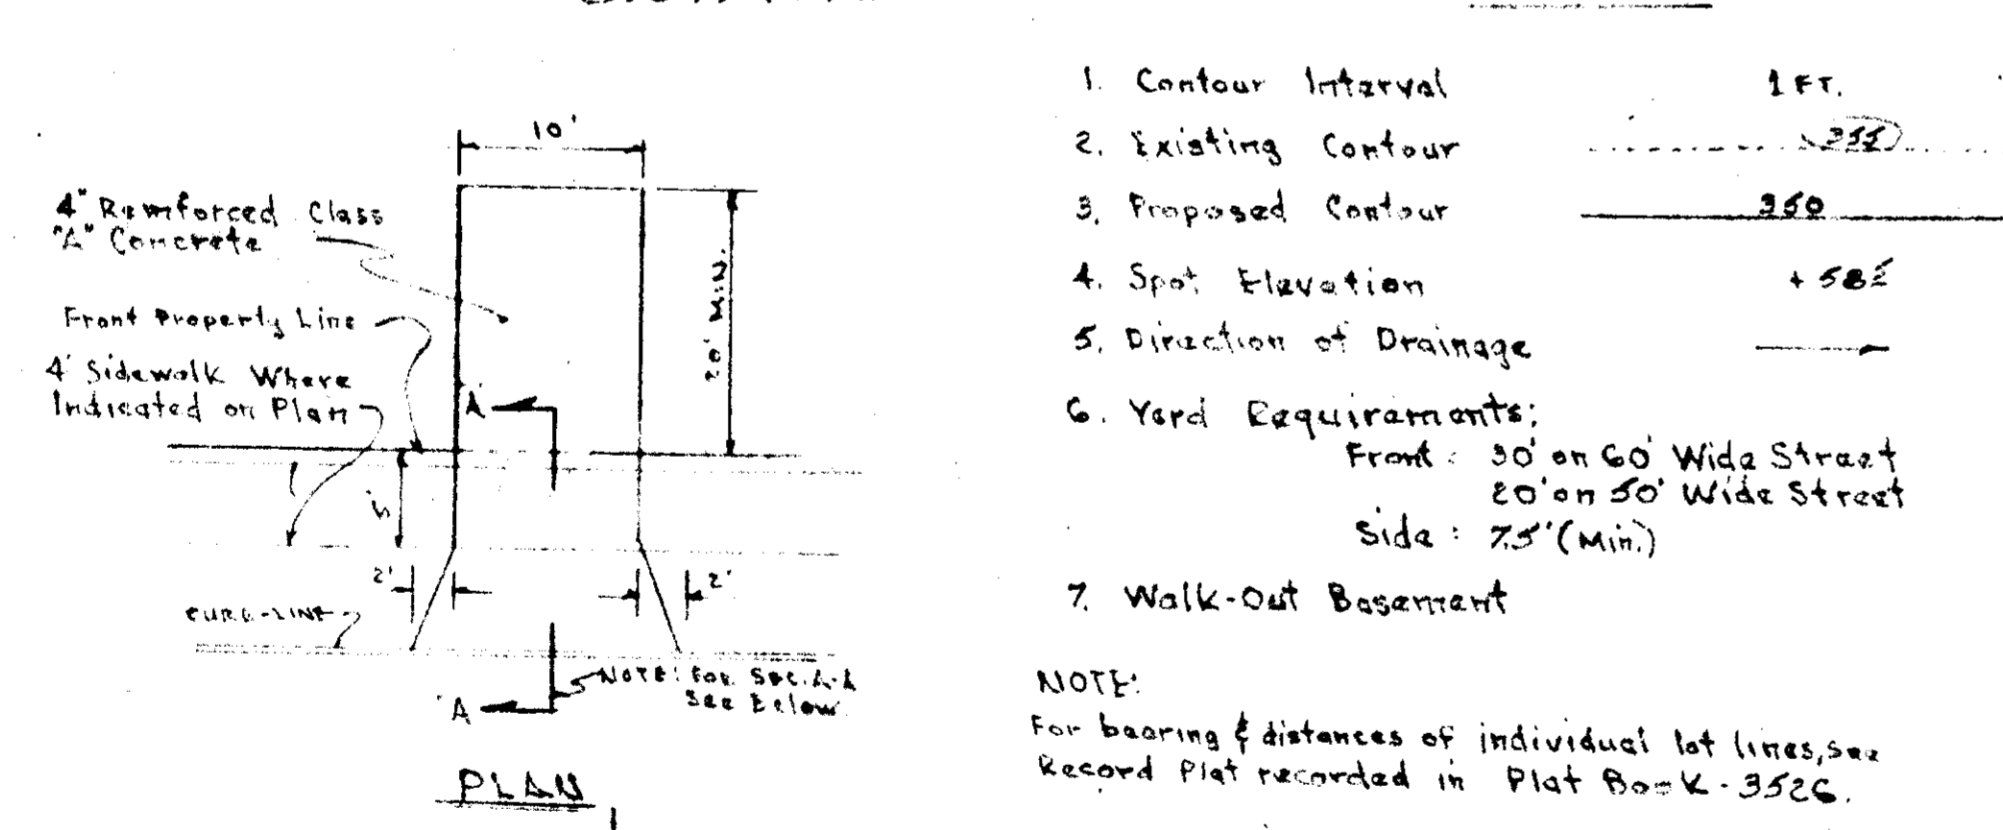 10'
4" Reinforced Class
"A" Concrete
20' Min.
Front Property Line
4' Sidewalk Where
Indicated on Plan
A
5'
2'
2'
CURB-LINE
NOTE: For Sec. A-A
See Below
A
PLAN
1. Contour Interval 1 FT.
2. Existing Contour
3. Proposed Contour 350
4. Spot Elevation
5. Direction of Drainage
6. Yard Requirements:
Front: 30' on 60' Wide Street
20' on 50' Wide Street
Side: 7.5' (Min.)
7. Walk-Out Basement
NOTE:
For bearing & distances of individual lot lines, see
Record Plat recorded in Plat Book - 3526.